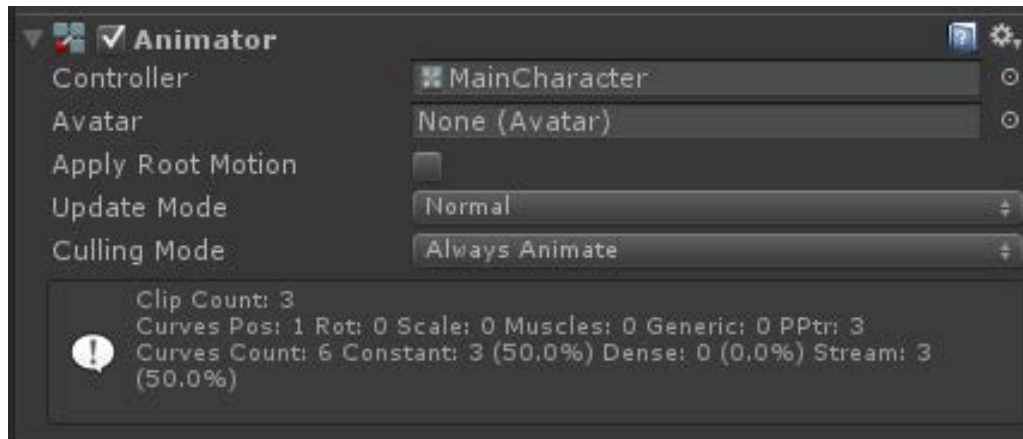 Animator
Controller MainCharacter
Avatar None (Avatar)
Apply Root Motion
Update Mode Normal
Culling Mode Always Animate
Clip Count: 3
Curves Pos: 1 Rot: 0 Scale: 0 Muscles: 0 Generic: 0 PPtr: 3
Curves Count: 6 Constant: 3 (50.0%) Dense: 0 (0.0%) Stream: 3
(50.0%)